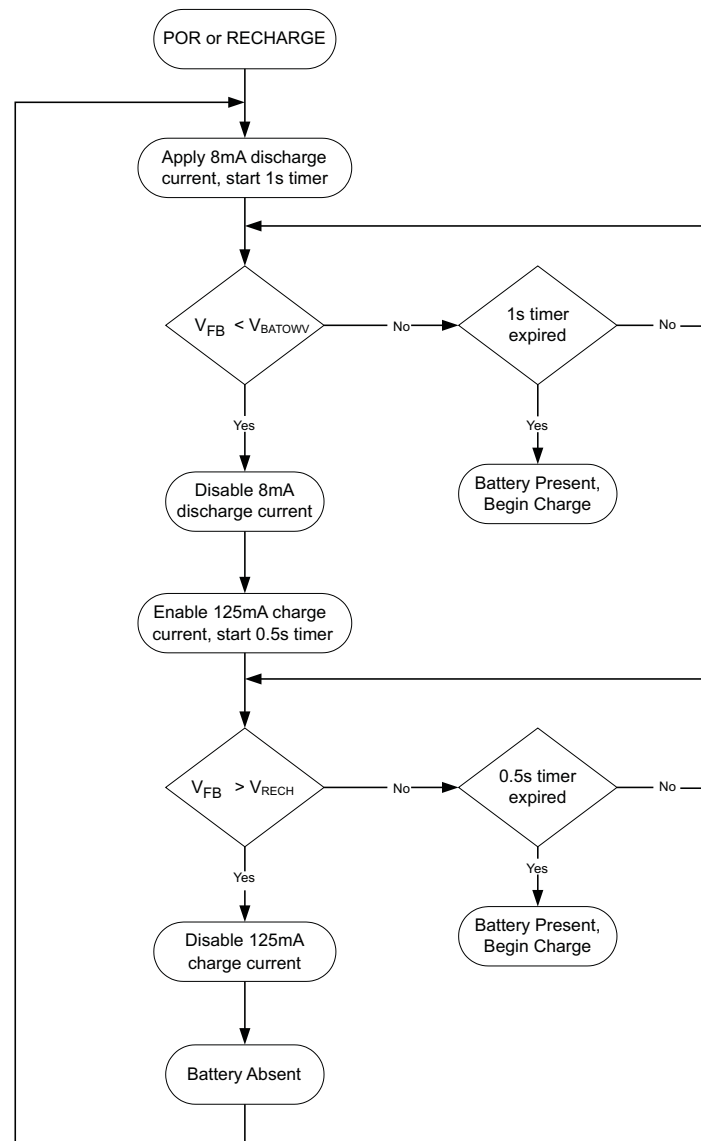 POR or RECHARGE
Apply 8mA discharge
current, start 1s timer
VFB < VBATOWV
No
1s timer
expired
No
Yes
Yes
Disable 8mA
discharge current
Battery Present,
Begin Charge
Enable 125mA charge
current, start 0.5s timer
VFB > VRECH
No
0.5s timer
expired
No
Yes
Yes
Disable 125mA
charge current
Battery Present,
Begin Charge
Battery Absent